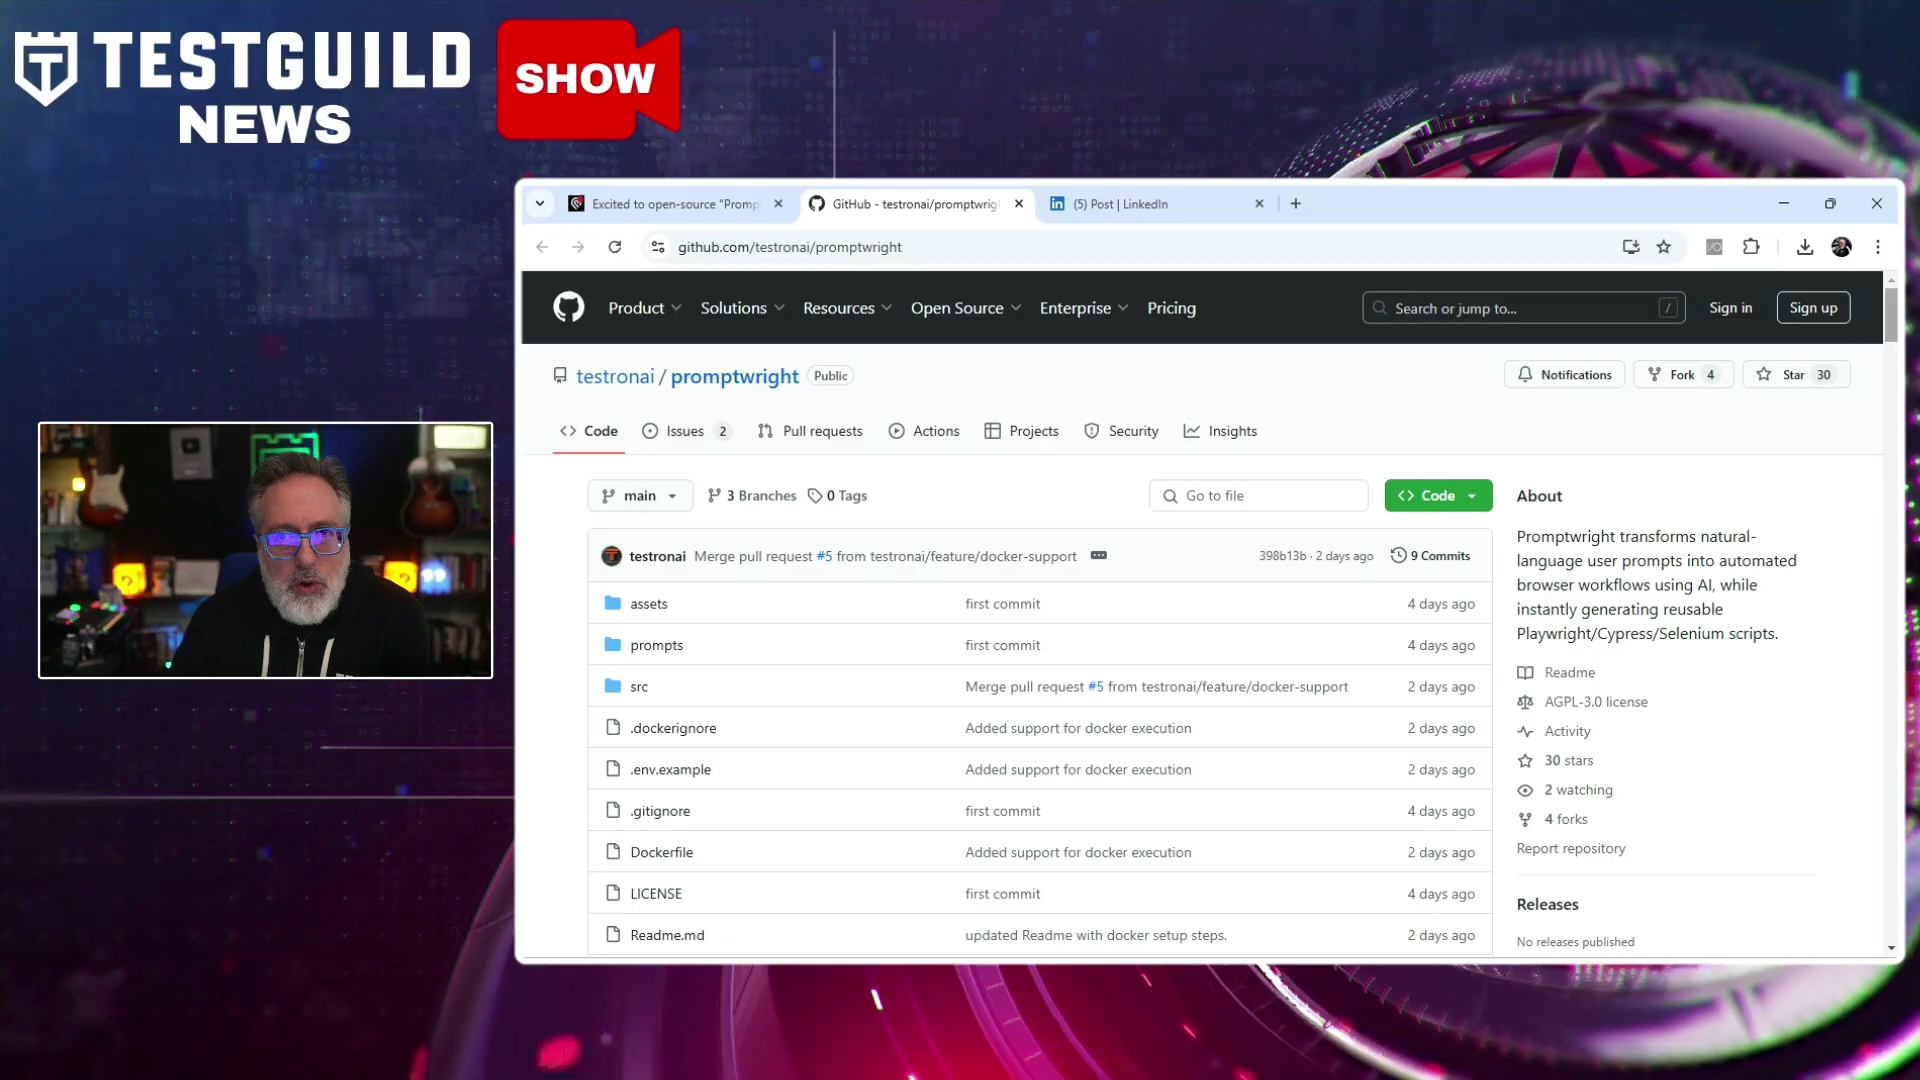 TESTGUILD
NEWS
SHOW
Excited to open-source "Promp
GitHub - testronai/promptwrig
(5) Post | LinkedIn
github.com/testronai/promptwright
Product
Solutions
Resources
Open Source
Enterprise
Pricing
Search or jump to...
/
Sign in
Sign up
testronai / promptwright
Public
Notifications
Fork 4
Star 30
Code
Issues 2
Pull requests
Actions
Projects
Security
Insights
main
3 Branches
0 Tags
Go to file
Code
testronai Merge pull request #5 from testronai/feature/docker-support
398b13b · 2 days ago
9 Commits
assets first commit 4 days ago
prompts first commit 4 days ago
src Merge pull request #5 from testronai/feature/docker-support 2 days ago
.dockerignore Added support for docker execution 2 days ago
.env.example Added support for docker execution 2 days ago
.gitignore first commit 4 days ago
Dockerfile Added support for docker execution 2 days ago
LICENSE first commit 4 days ago
Readme.md updated Readme with docker setup steps. 2 days ago
About
Promptwright transforms natural-
language user prompts into automated
browser workflows using AI, while
instantly generating reusable
Playwright/Cypress/Selenium scripts.
Readme
AGPL-3.0 license
Activity
30 stars
2 watching
4 forks
Report repository
Releases
No releases published